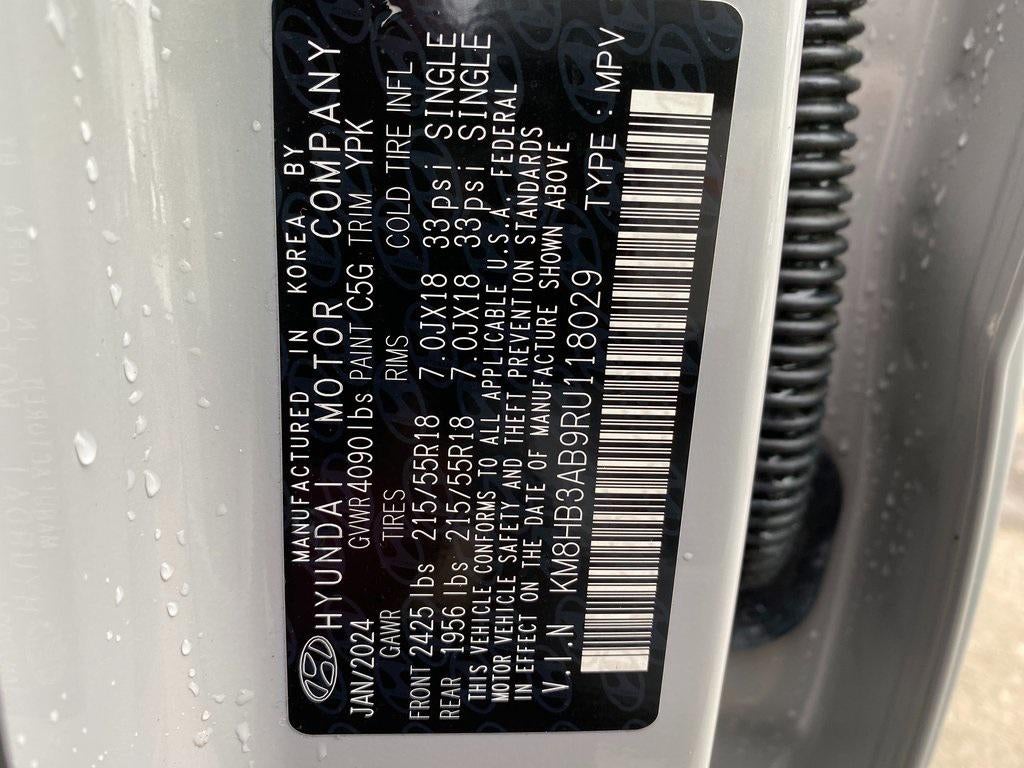 MANUFACTURED IN KOREA BY
HYUNDAI MOTOR COMPANY
JAN/2024 GVWR 4090 lbs PAINT C5G TRIM YPK
GAWR TIRES RIMS COLD TIRE INFL
FRONT 2425 lbs 215/55R18 7.0JX18 33psi SINGLE
REAR 1956 lbs 215/55R18 7.0JX18 33psi SINGLE
THIS VEHICLE CONFORMS TO ALL APPLICABLE U.S.A. FEDERAL
MOTOR VEHICLE SAFETY AND THEFT PREVENTION STANDARDS
IN EFFECT ON THE DATE OF MANUFACTURE SHOWN ABOVE
V.I.N KM8HB3AB9RU118029 TYPE : MPV